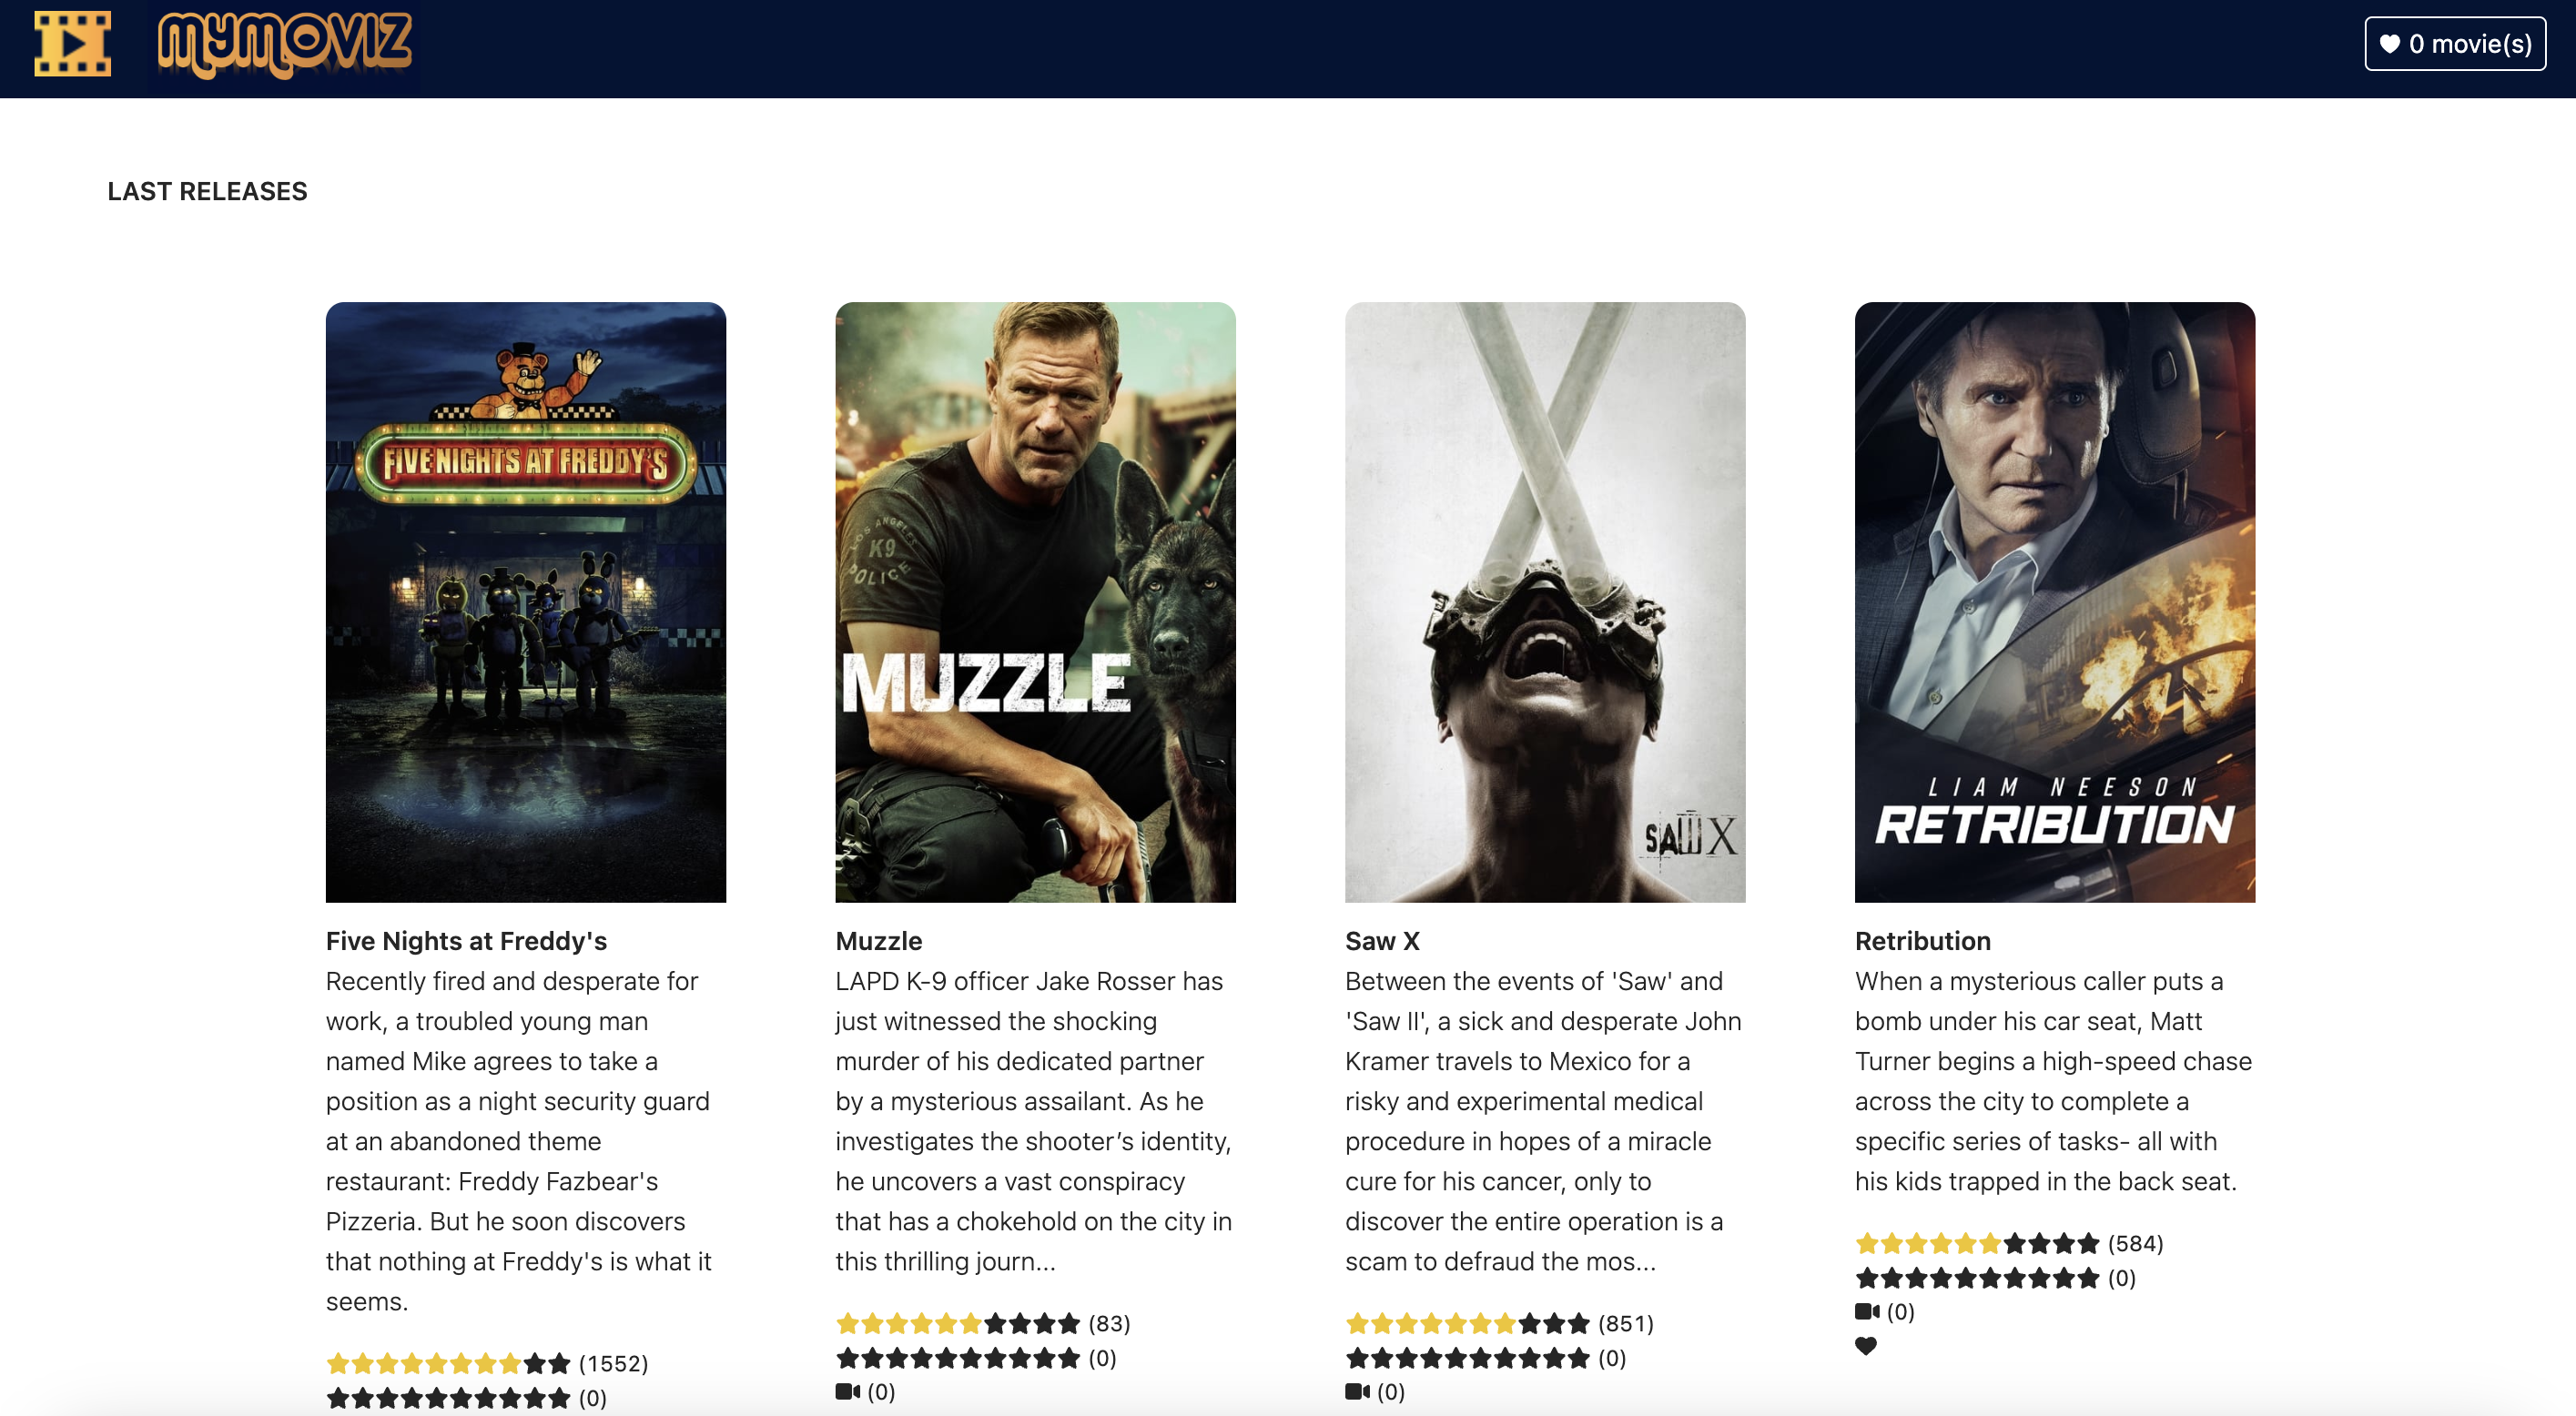 mymoviz
0 movie(s)
LAST RELEASES
FIVE NIGHTS AT FREDDY'S
LOS ANGELES
K9
POLICE
MUZZLE
SAW X
LIAM NEESON
RETRIBUTION
Five Nights at Freddy's
Recently fired and desperate for
work, a troubled young man
named Mike agrees to take a
position as a night security guard
at an abandoned theme
restaurant: Freddy Fazbear's
Pizzeria. But he soon discovers
that nothing at Freddy's is what it
seems.
(1552)
(0)
Muzzle
LAPD K-9 officer Jake Rosser has
just witnessed the shocking
murder of his dedicated partner
by a mysterious assailant. As he
investigates the shooter’s identity,
he uncovers a vast conspiracy
that has a chokehold on the city in
this thrilling journ...
(83)
(0)
(0)
Saw X
Between the events of 'Saw' and
'Saw II', a sick and desperate John
Kramer travels to Mexico for a
risky and experimental medical
procedure in hopes of a miracle
cure for his cancer, only to
discover the entire operation is a
scam to defraud the mos...
(851)
(0)
(0)
Retribution
When a mysterious caller puts a
bomb under his car seat, Matt
Turner begins a high-speed chase
across the city to complete a
specific series of tasks- all with
his kids trapped in the back seat.
(584)
(0)
(0)